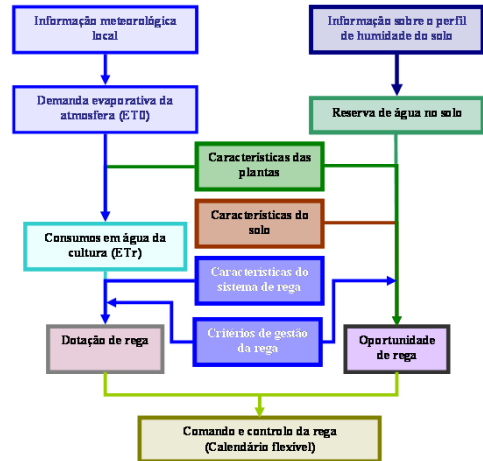 Informação meteorológica
local
Informação sobre o perfil
de humidade do solo
Demanda evaporativa da
atmosfera (ET0)
Reserva de água no solo
Características das
plantas
Características do
solo
Consumos em água da
cultura (ETr)
Características do
sistema de rega
Critérios de gestão
da rega
Dotação de rega
Oportunidade
de rega
Comando e controlo da rega
(Calendário flexível)